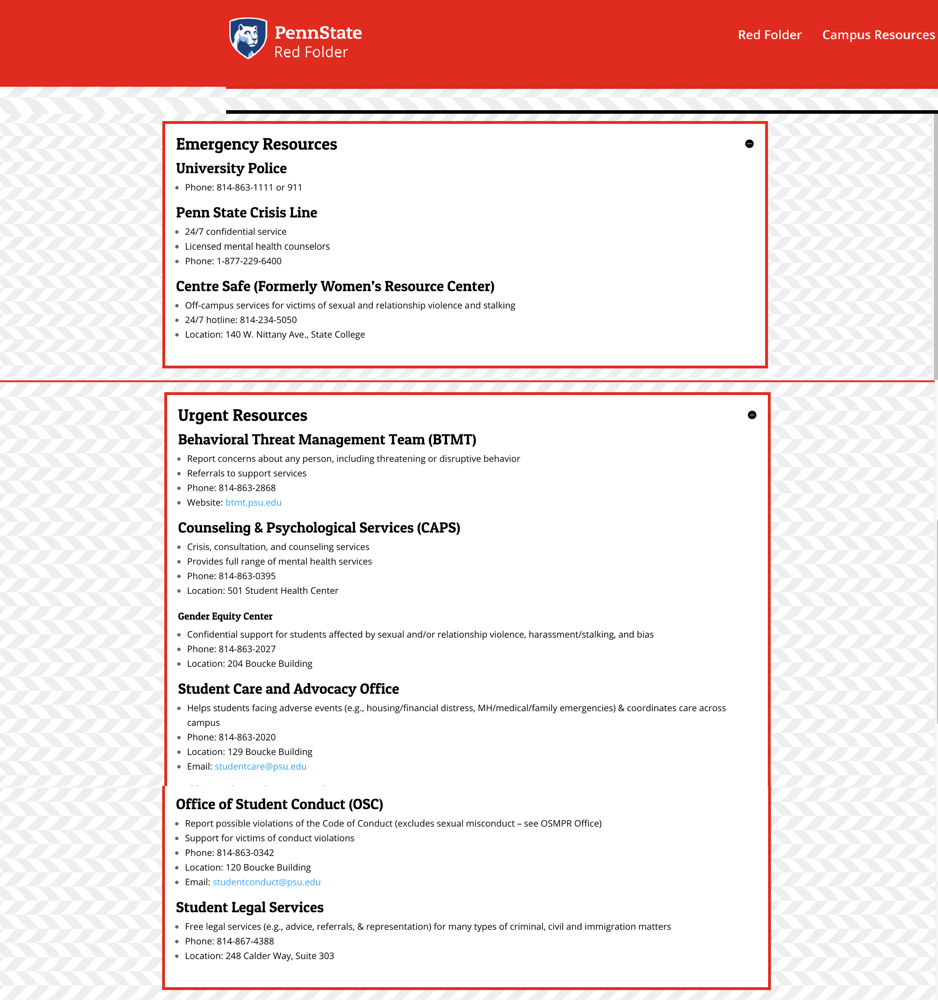 PennState
Red Folder
Red Folder Campus Resources
Emergency Resources
University Police
Phone: 814-863-1111 or 911
Penn State Crisis Line
24/7 confidential service
Licensed mental health counselors
Phone: 1-877-229-6400
Centre Safe (Formerly Women’s Resource Center)
Off-campus services for victims of sexual and relationship violence and stalking
24/7 hotline: 814-234-5050
Location: 140 W. Nittany Ave., State College
Urgent Resources
Behavioral Threat Management Team (BTMT)
Report concerns about any person, including threatening or disruptive behavior
Referrals to support services
Phone: 814-863-2868
Website: btmt.psu.edu
Counseling & Psychological Services (CAPS)
Crisis, consultation, and counseling services
Provides full range of mental health services
Phone: 814-863-0395
Location: 501 Student Health Center
Gender Equity Center
Confidential support for students affected by sexual and/or relationship violence, harassment/stalking, and bias
Phone: 814-863-2027
Location: 204 Boucke Building
Student Care and Advocacy Office
Helps students facing adverse events (e.g., housing/financial distress, MH/medical/family emergencies) & coordinates care across
campus
Phone: 814-863-2020
Location: 129 Boucke Building
Email: studentcare@psu.edu
Office of Student Conduct (OSC)
Report possible violations of the Code of Conduct (excludes sexual misconduct – see OSMPR Office)
Support for victims of conduct violations
Phone: 814-863-0342
Location: 120 Boucke Building
Email: studentconduct@psu.edu
Student Legal Services
Free legal services (e.g., advice, referrals, & representation) for many types of criminal, civil and immigration matters
Phone: 814-867-4388
Location: 248 Calder Way, Suite 303